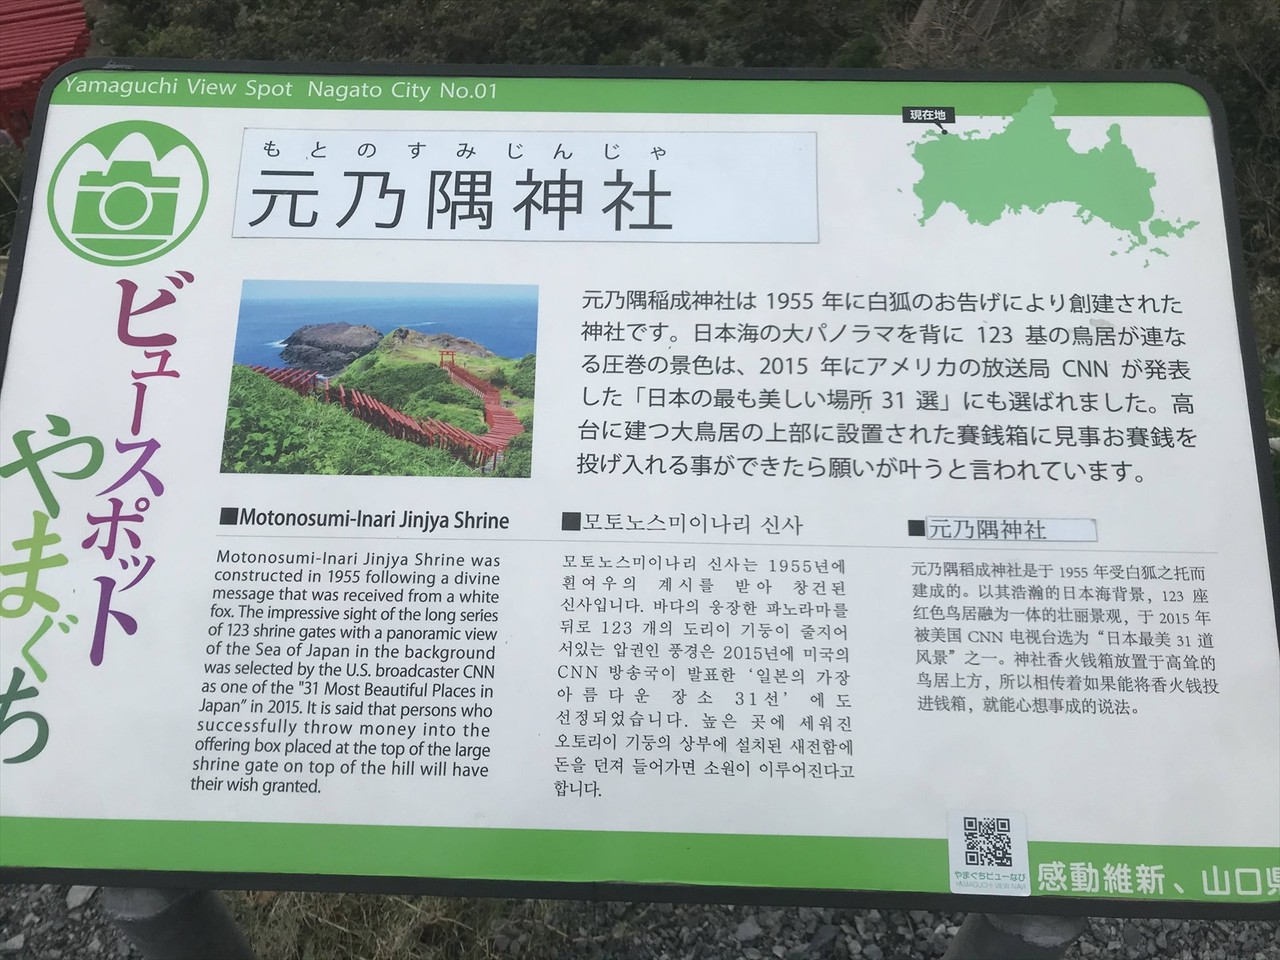 Yamaguchi View Spot Nagato City No.01
現在地
もとのすみじんじゃ
元乃隅神社
ビュースポット
やまぐち
元乃隅稲成神社は 1955 年に白狐のお告げにより創建された
神社です。日本海の大パノラマを背に 123 基の鳥居が連な
る圧巻の景色は、2015 年にアメリカの放送局 CNN が発表
した「日本の最も美しい場所 31 選」にも選ばれました。高
台に建つ大鳥居の上部に設置された賽銭箱に見事お賽銭を
投げ入れる事ができたら願いが叶うと言われています。
■Motonosumi-Inari Jinjya Shrine
Motonosumi-Inari Jinjya Shrine was
constructed in 1955 following a divine
message that was received from a white
fox. The impressive sight of the long series
of 123 shrine gates with a panoramic view
of the Sea of Japan in the background
was selected by the U.S. broadcaster CNN
as one of the "31 Most Beautiful Places in
Japan" in 2015. It is said that persons who
successfully throw money into the
offering box placed at the top of the large
shrine gate on top of the hill will have
their wish granted.
■모토노스미이나리 신사
모토노스미이나리 신사는 1955년에
흰여우의 계시를 받아 창건된
신사입니다. 바다의 웅장한 파노라마를
뒤로 123 개의 도리이 기둥이 줄지어
서있는 압권인 풍경은 2015년에 미국의
CNN 방송국이 발표한 ‘일본의 가장
아름다운 장소 31선’ 에도
선정되었습니다. 높은 곳에 세워진
오토리이 기둥의 상부에 설치된 새전함에
돈을 던져 들어가면 소원이 이루어진다고
합니다.
■元乃隅神社
元乃隅稻成神社是于 1955 年受白狐之托而
建成的。以其浩瀚的日本海背景，123 座
红色鸟居融为一体的壮丽景观，于 2015 年
被美国 CNN 电视台选为“日本最美 31 道
风景”之一。神社香火钱箱放置于高耸的
鸟居上方，所以相传着如果能将香火钱投
进钱箱，就能心想事成的说法。
やまぐちビューなび
YAMAGUCHI VIEW NAVI
感動維新、山口県